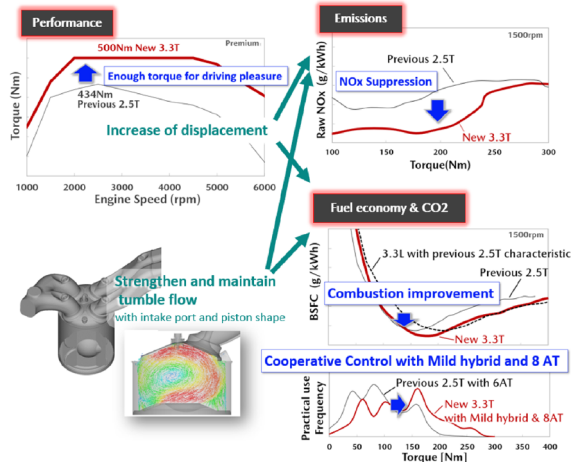 Performance
Premium
500Nm New 3.3T
Enough torque for driving pleasure
434Nm
Previous 2.5T
Torque (Nm)
1000 2000 3000 4000 5000 6000
Engine Speed (rpm)
Increase of displacement
Strengthen and maintain
tumble flow
with intake port and piston shape
Emissions
1500rpm
Previous 2.5T
NOx Suppression
New 3.3T
Raw NOx (g/kWh)
100 150 200 250 300
Torque(Nm)
Fuel economy & CO2
1500rpm
3.3L with previous 2.5T characteristic
Previous 2.5T
Combustion improvement
New 3.3T
BSFC (g/kWh)
Cooperative Control with Mild hybrid and 8 AT
Previous 2.5T with 6AT
New 3.3T
with Mild hybrid & 8AT
Practical use
Frequency
0 100 200 300 400
Torque [Nm]